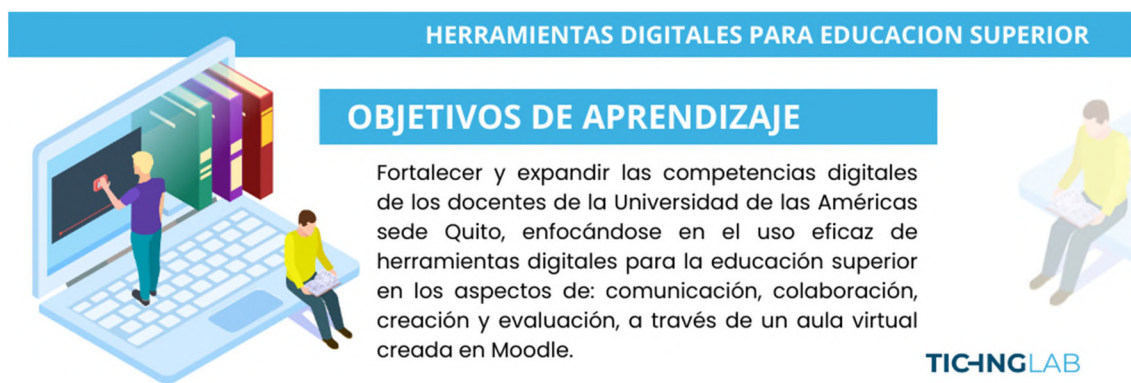 HERRAMIENTAS DIGITALES PARA EDUCACION SUPERIOR
OBJETIVOS DE APRENDIZAJE
Fortalecer y expandir las competencias digitales
de los docentes de la Universidad de las Américas
sede Quito, enfocándose en el uso eficaz de
herramientas digitales para la educación superior
en los aspectos de: comunicación, colaboración,
creación y evaluación, a través de un aula virtual
creada en Moodle.
TICHNGLAB